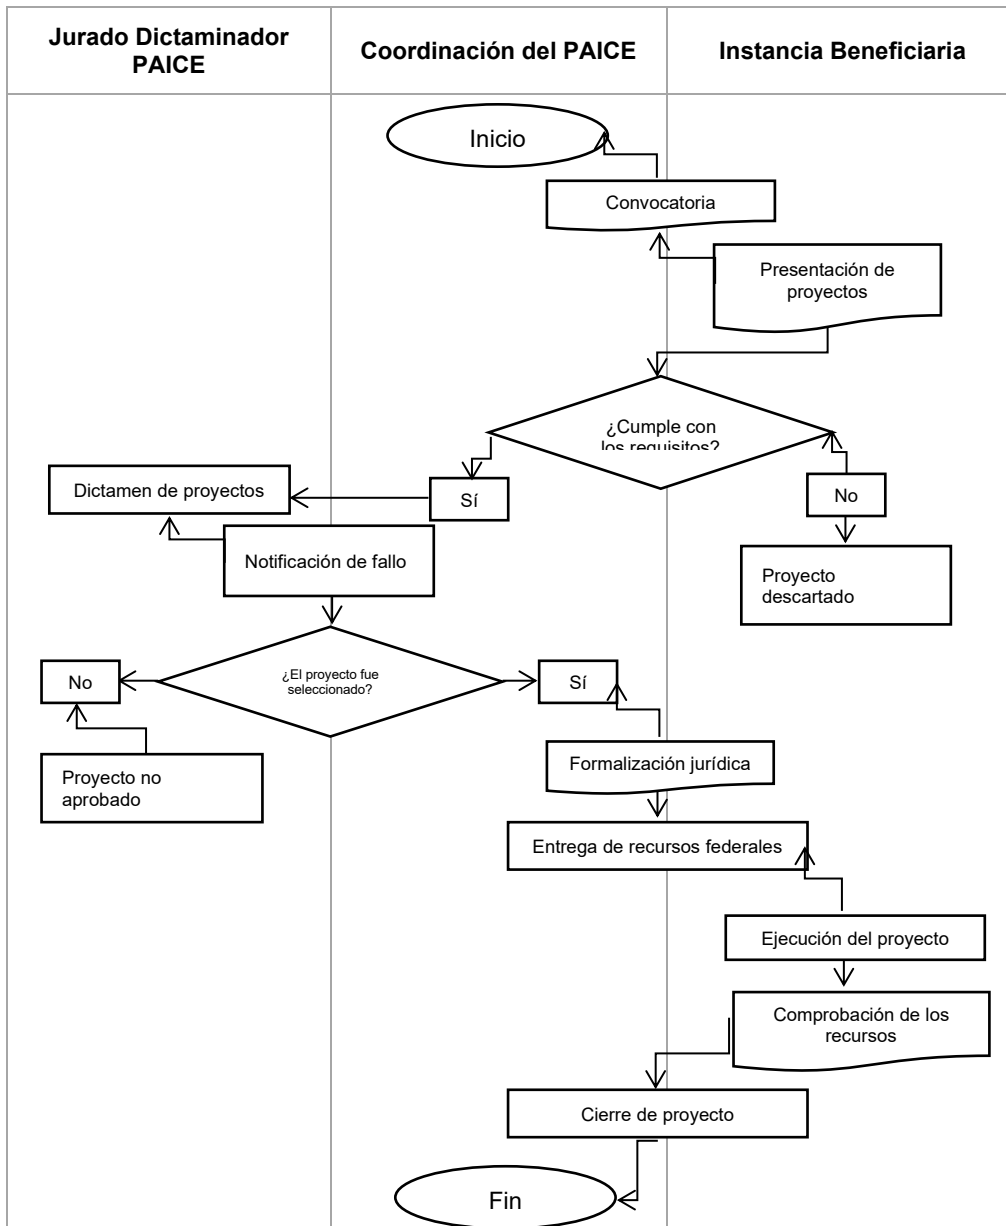 Jurado Dictaminador
PAICE
Coordinación del PAICE
Instancia Beneficiaria
Inicio
Convocatoria
Presentación de
proyectos
¿Cumple con
los requisitos?
Dictamen de proyectos
Sí
No
Notificación de fallo
Proyecto
descartado
¿El proyecto fue
seleccionado?
No
Sí
Proyecto no
aprobado
Formalización jurídica
Entrega de recursos federales
Ejecución del proyecto
Comprobación de los
recursos
Cierre de proyecto
Fin